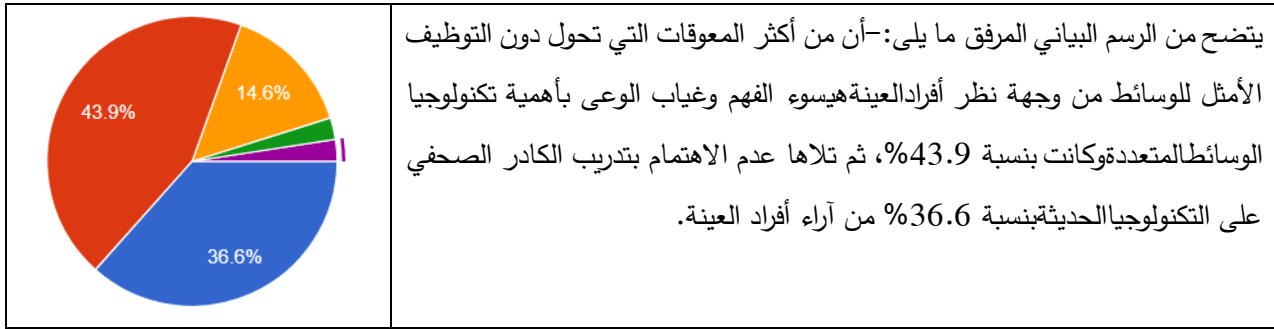 يتضح من الرسم البياني المرفق ما يلى:-أن من أكثر المعوقات التي تحول دون التوظيف
الأمثل للوسائط من وجهة نظر أفرادالعينةهيسوء الفهم وغياب الوعى بأهمية تكنولوجيا
الوسائطالمتعددةوكانت بنسبة 43.9%، ثم تلاها عدم الاهتمام بتدريب الكادر الصحفي
على التكنولوجياالحديثةبنسبة 36.6% من آراء أفراد العينة.
14.6%
43.9%
36.6%